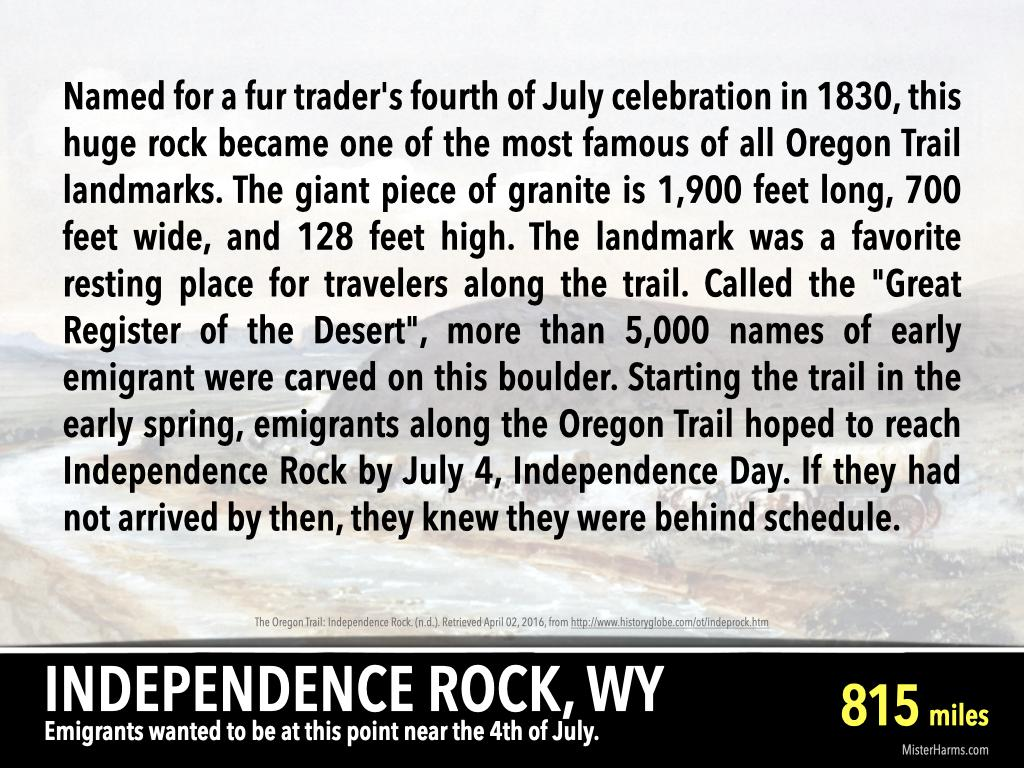 Named for a fur trader's fourth of July celebration in 1830, this
huge rock became one of the most famous of all Oregon Trail
landmarks. The giant piece of granite is 1,900 feet long, 700
feet wide, and 128 feet high. The landmark was a favorite
resting place for travelers along the trail. Called the "Great
Register of the Desert", more than 5,000 names of early
emigrant were carved on this boulder. Starting the trail in the
early spring, emigrants along the Oregon Trail hoped to reach
Independence Rock by July 4, Independence Day. If they had
not arrived by then, they knew they were behind schedule.
The Oregon Trail: Independence Rock. (n.d.). Retrieved April 02, 2016, from http://www.historyglobe.com/ot/indeprock.htm
INDEPENDENCE ROCK, WY
Emigrants wanted to be at this point near the 4th of July.
815 miles
MisterHarms.com